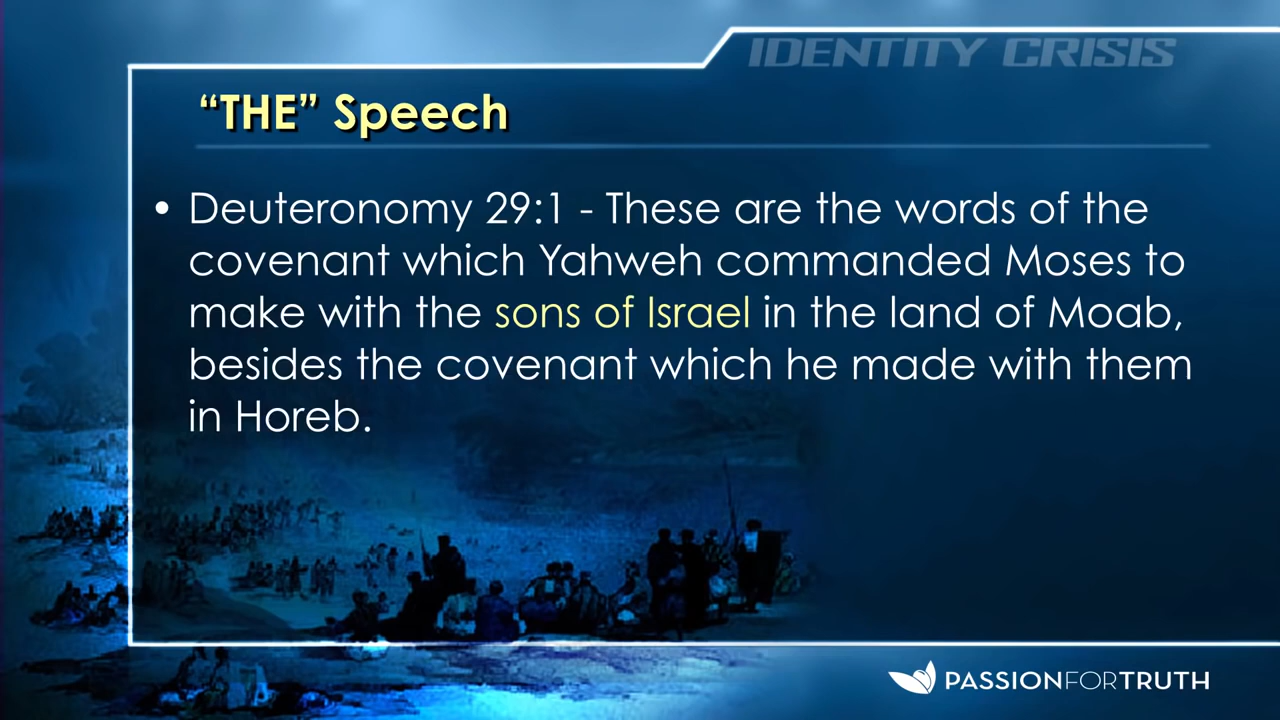 IDENTITY CRISIS
“THE” Speech
• Deuteronomy 29:1 - These are the words of the
covenant which Yahweh commanded Moses to
make with the sons of Israel in the land of Moab,
besides the covenant which he made with them
in Horeb.
PASSIONFORTRUTH